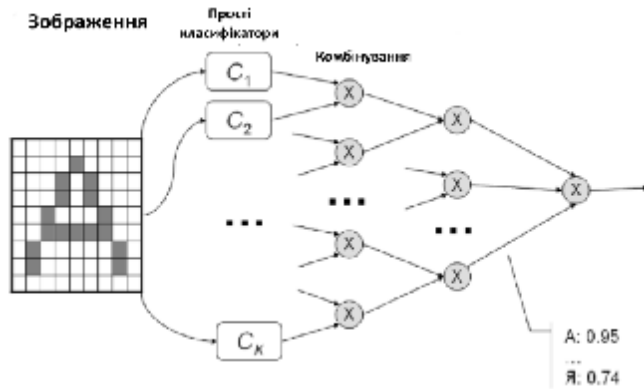 Зображення
Прості
класифікатори
Комбінування
C1
C2
CK
X
X
X
X
X
X
X
X
...
...
...
A: 0.95
...
Я: 0.74